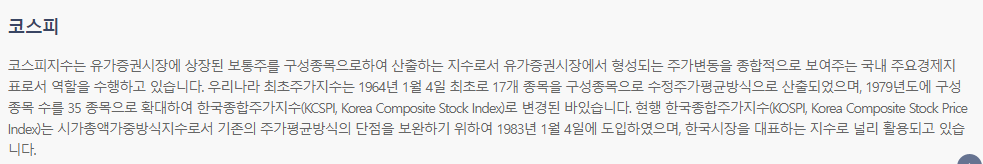 코스피
코스피지수는 유가증권시장에 상장된 보통주를 구성종목으로하여 산출하는 지수로서 유가증권시장에서 형성되는 주가변동을 종합적으로 보여주는 국내 주요경제지
표로서 역할을 수행하고 있습니다. 우리나라 최초주가지수는 1964년 1월 4일 최초로 17개 종목을 구성종목으로 수정주가평균방식으로 산출되었으며, 1979년도에 구성
종목 수를 35 종목으로 확대하여 한국종합주가지수(KCSPI, Korea Composite Stock Index)로 변경된 바있습니다. 현행 한국종합주가지수(KOSPI, Korea Composite Stock Price
Index)는 시가총액가중방식지수로서 기존의 주가평균방식의 단점을 보완하기 위하여 1983년 1월 4일에 도입하였으며, 한국시장을 대표하는 지수로 널리 활용되고 있습
니다.